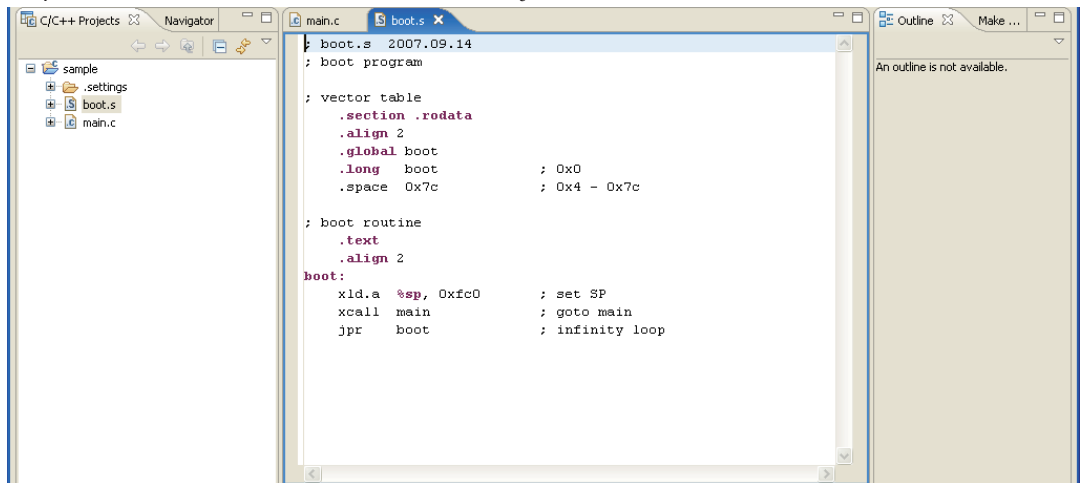 C/C++ Projects
Navigator
sample
.settings
boot.s
main.c
main.c
boot.s
; boot.s  2007.09.14
; boot program
; vector table
.section .rodata
.align 2
.global boot
.long   boot             ; 0x0
.space  0x7c             ; 0x4 - 0x7c
; boot routine
.text
.align 2
boot:
xld.a  %sp, 0xfc0       ; set SP
xcall  main             ; goto main
jpr    boot             ; infinity loop
Outline
Make ...
An outline is not available.